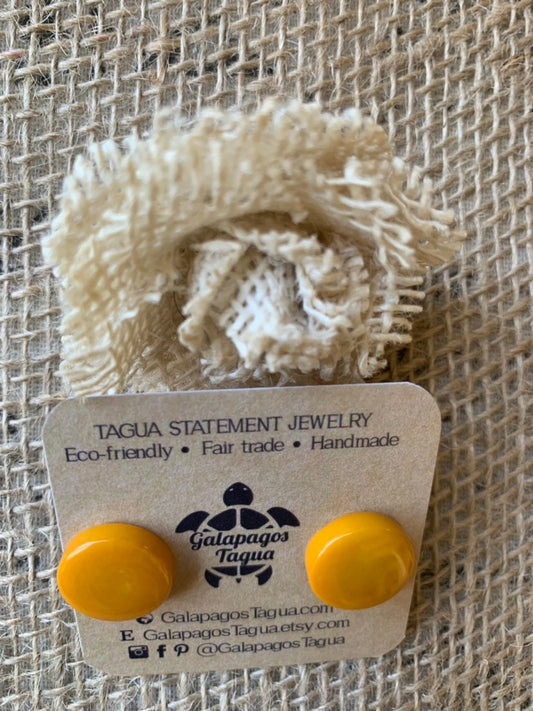 TAGUA STATEMENT JEWELRY
Eco-friendly • Fair trade • Handmade
Galapagos
Tagua
GalapagosTagua.com
E GalapagosTagua.etsy.com
f @GalapagosTagua